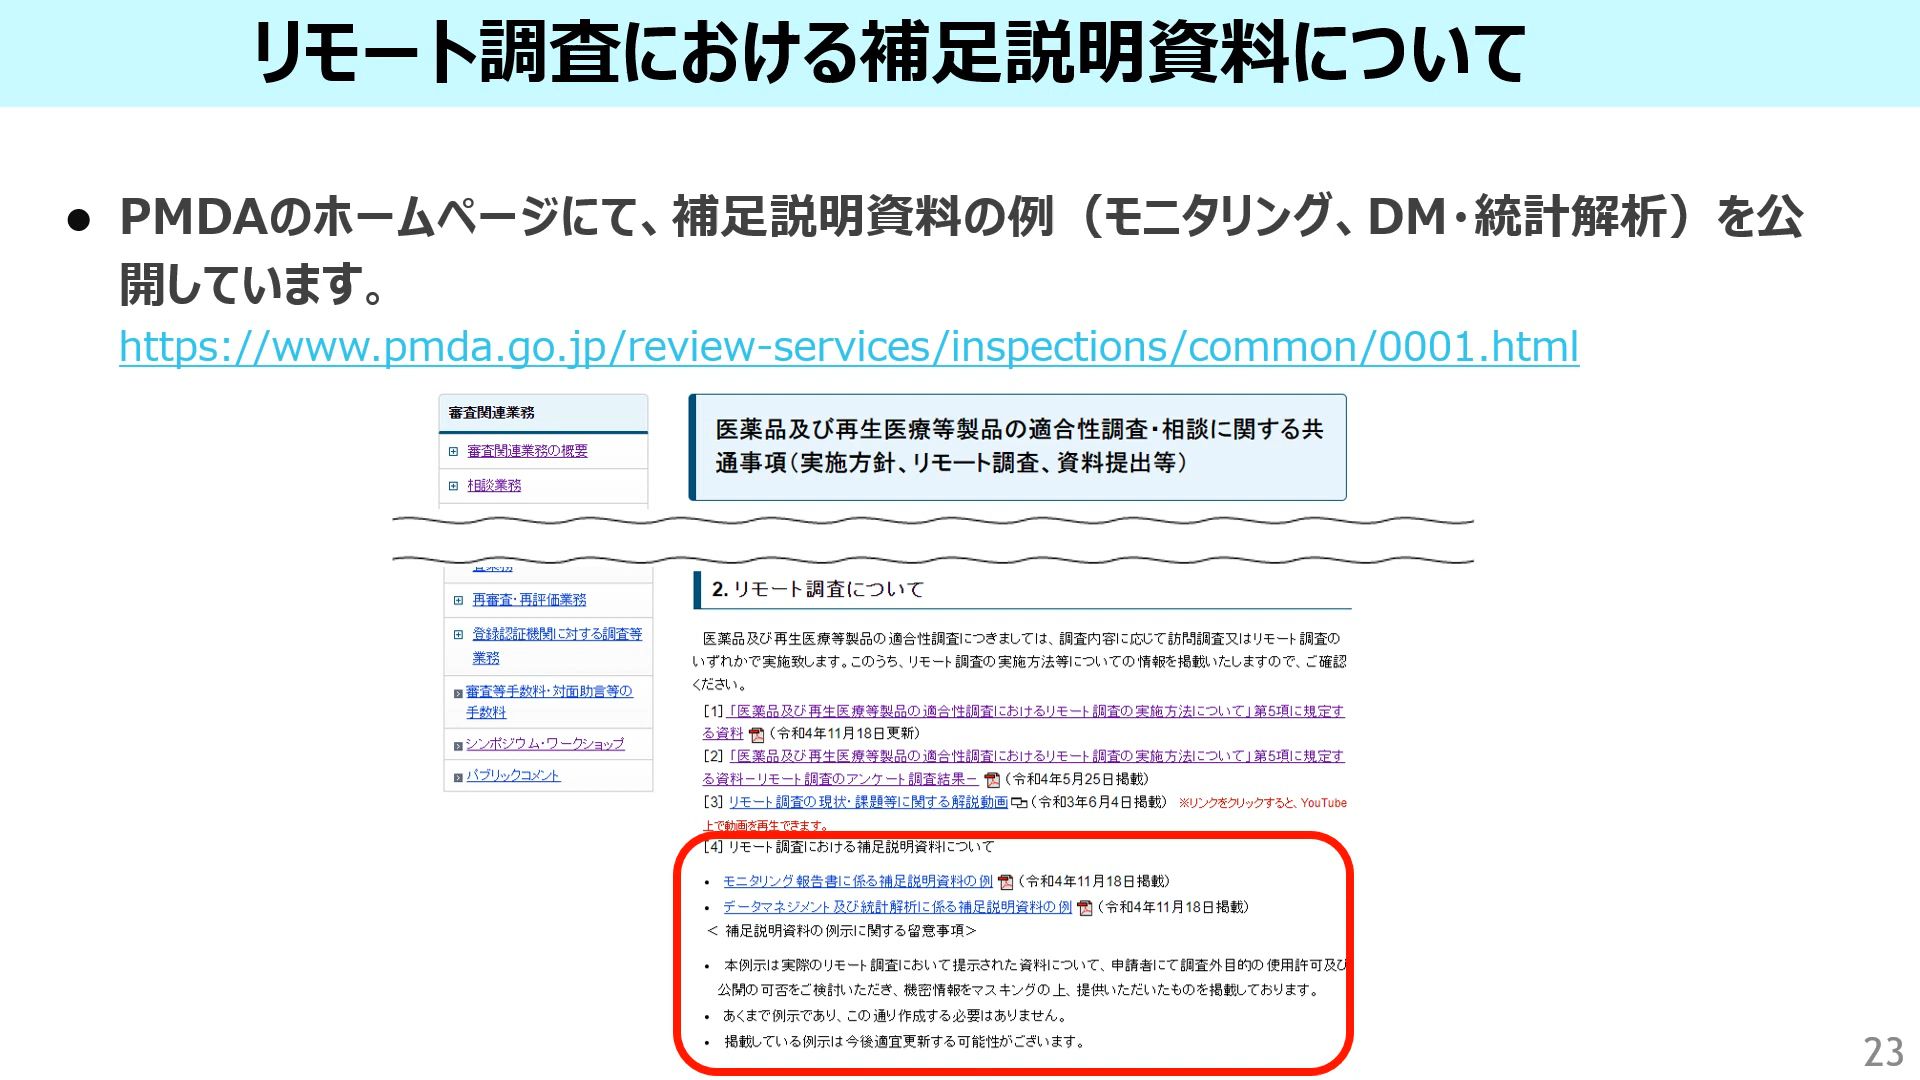 リモート調査における補足説明資料について
● PMDAのホームページにて、補足説明資料の例（モニタリング、DM・統計解析）を公
開しています。
https://www.pmda.go.jp/review-services/inspections/common/0001.html
審査関連業務
審査関連業務の概要
相談業務
医薬品及び再生医療等製品の適合性調査・相談に関する共
通事項（実施方針、リモート調査、資料提出等）
再審査・再評価業務
登録認証機関に対する調査等
業務
審査等手数料・対面助言等の
手数料
シンポジウム・ワークショップ
パブリックコメント
2. リモート調査について
医薬品及び再生医療等製品の適合性調査につきましては、調査内容に応じて訪問調査又はリモート調査の
いずれかで実施致します。このうち、リモート調査の実施方法等についての情報を掲載いたしますので、ご確認
ください。
[1] 「医薬品及び再生医療等製品の適合性調査におけるリモート調査の実施方法について」第5項に規定す
る資料 （令和4年11月18日更新）
[2] 「医薬品及び再生医療等製品の適合性調査におけるリモート調査の実施方法について」第5項に規定す
る資料－リモート調査のアンケート調査結果－ （令和4年5月25日掲載）
[3] リモート調査の現状・課題等に関する解説動画 （令和3年6月4日掲載） ※リンクをクリックすると、YouTube
上で動画を再生できます。
[4] リモート調査における補足説明資料について
• モニタリング報告書に係る補足説明資料の例 （令和4年11月18日掲載）
• データマネジメント及び統計解析に係る補足説明資料の例 （令和4年11月18日掲載）
＜ 補足説明資料の例示に関する留意事項＞
• 本例示は実際のリモート調査において提示された資料について、申請者にて調査外目的の使用許可及び
公開の可否をご検討いただき、機密情報をマスキングの上、提供いただいたものを掲載しております。
• あくまで例示であり、この通り作成する必要はありません。
• 掲載している例示は今後適宜更新する可能性がございます。
23